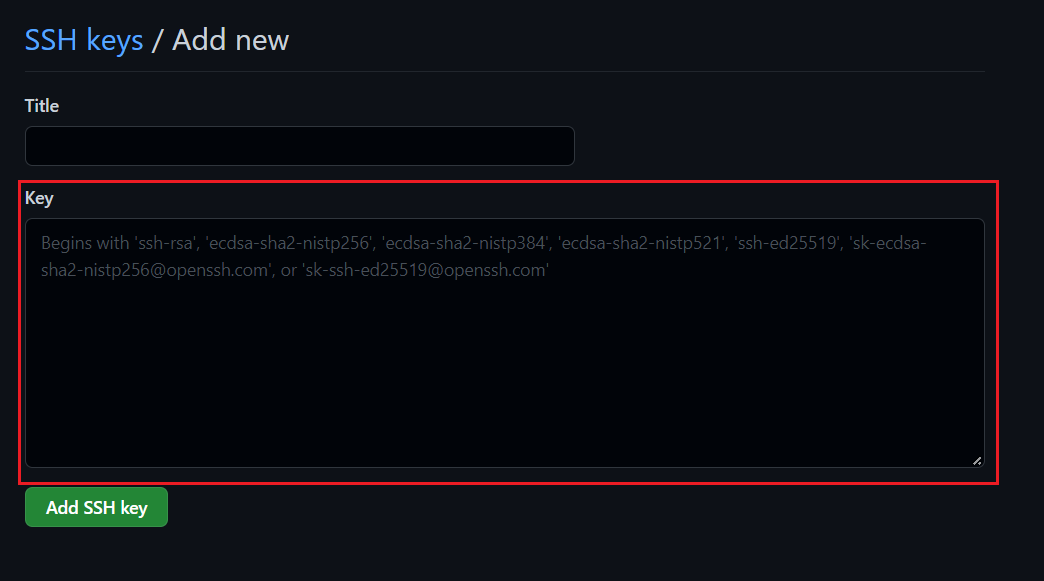 SSH keys / Add new
Title
Key
Begins with 'ssh-rsa', 'ecdsa-sha2-nistp256', 'ecdsa-sha2-nistp384', 'ecdsa-sha2-nistp521', 'ssh-ed25519', 'sk-ecdsa-
sha2-nistp256@openssh.com', or 'sk-ssh-ed25519@openssh.com'
Add SSH key